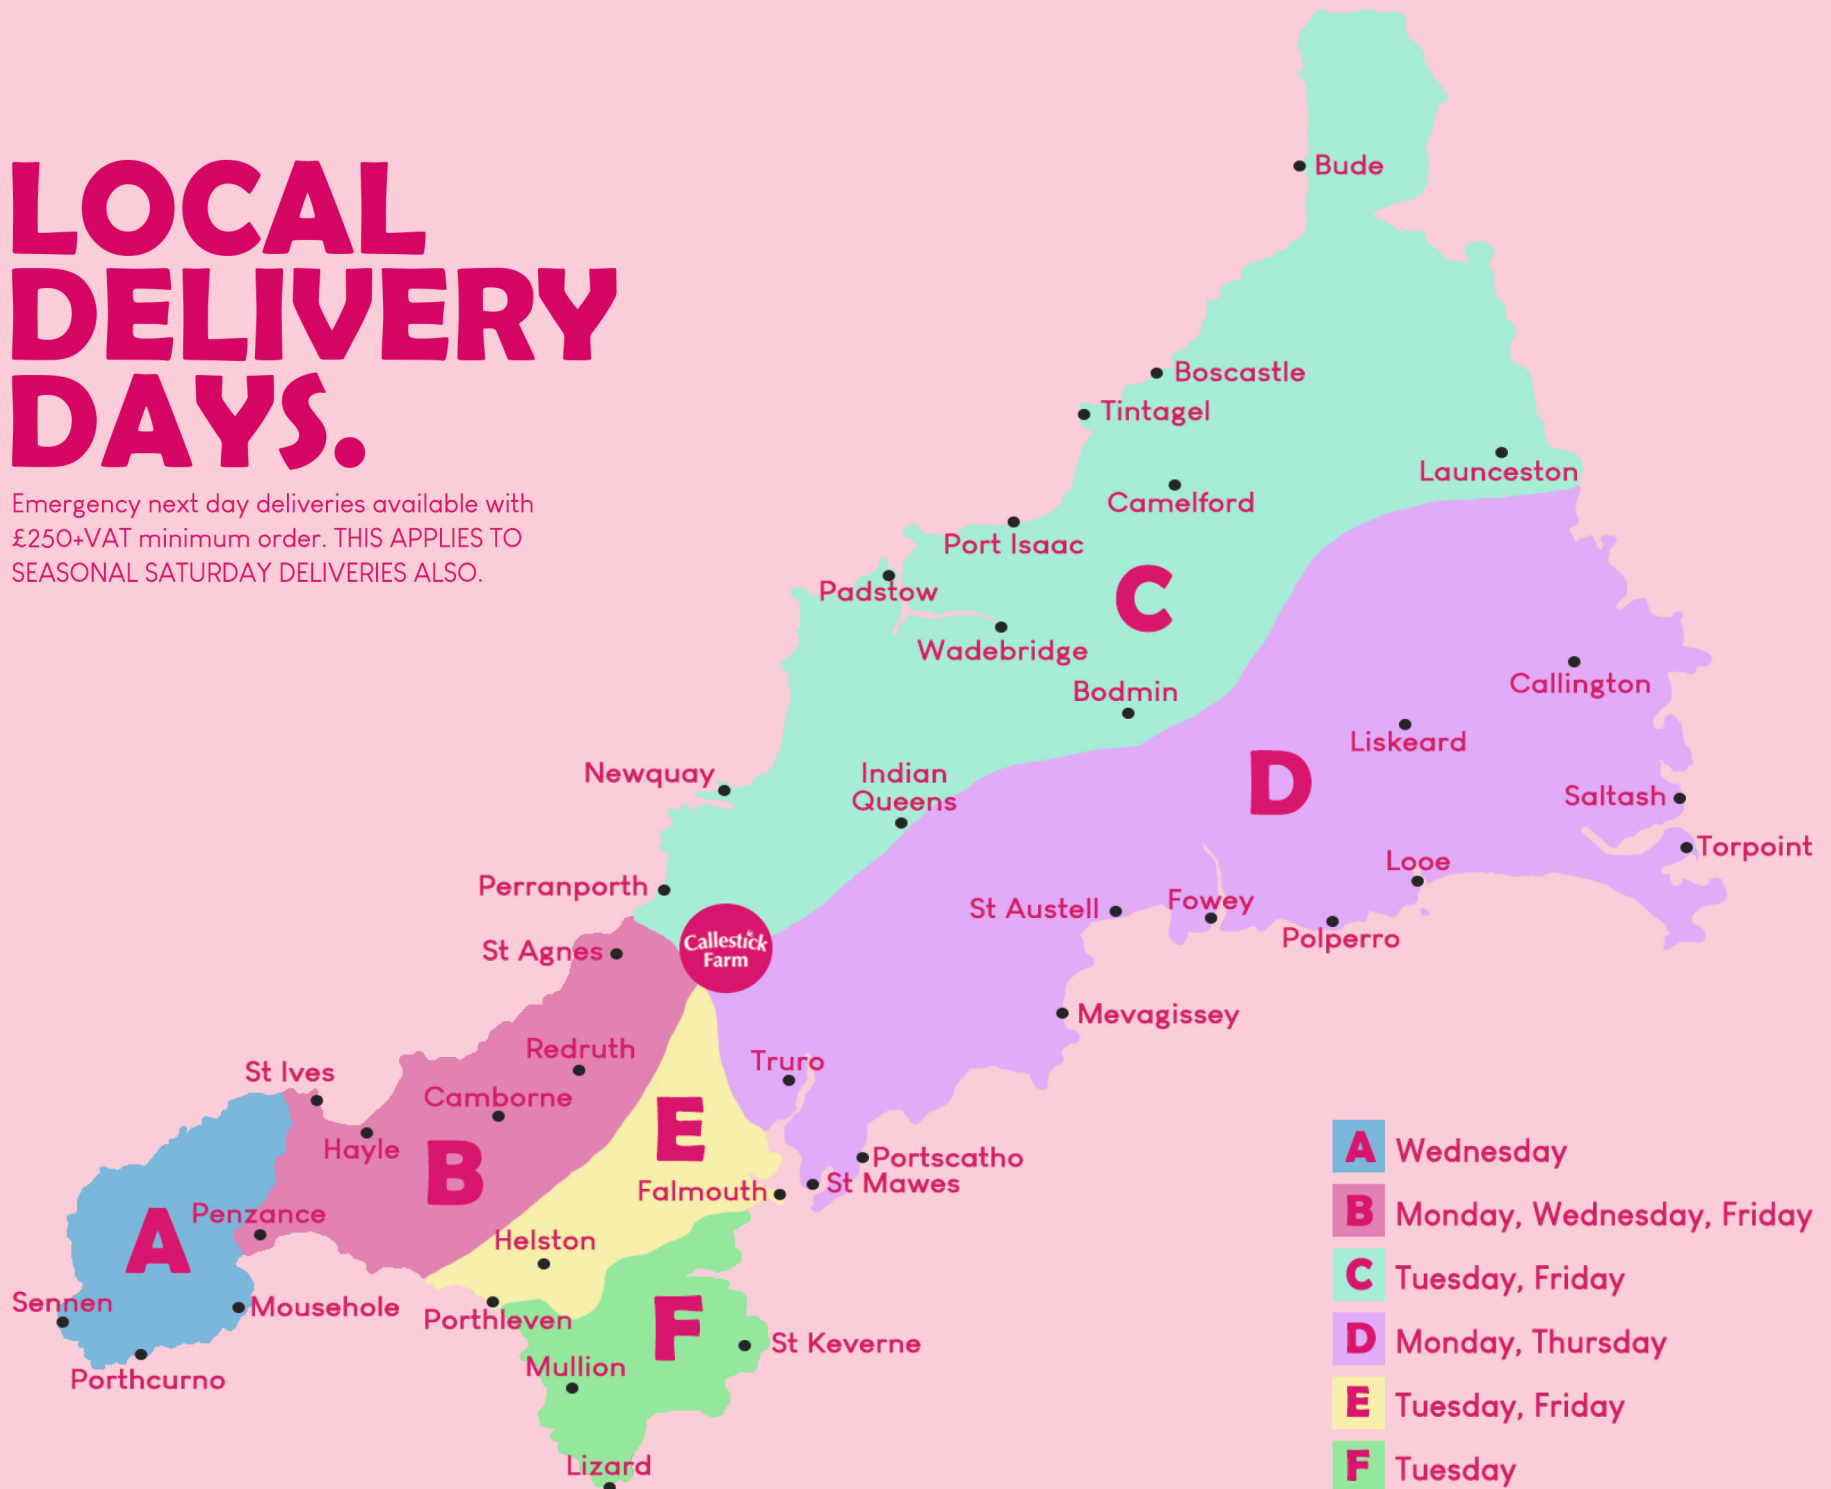 LOCAL
DELIVERY
DAYS.
Emergency next day deliveries available with
£250+VAT minimum order. THIS APPLIES TO
SEASONAL SATURDAY DELIVERIES ALSO.
Bude
Boscastle
Tintagel
Launceston
Camelford
Port Isaac
Padstow
C
Wadebridge
Bodmin
Callington
Liskeard
Newquay
Indian
Queens
D
Saltash
Torpoint
Looe
Perranporth
St Austell
Fowey
Polperro
St Agnes
Callestick
Farm
Mevagissey
Redruth
Truro
St Ives
Camborne
E
Hayle
B
Portscatho
St Mawes
Falmouth
Penzance
A
Helston
Sennen
Mousehole
Porthleven
F
St Keverne
Porthcurno
Mullion
Lizard
A Wednesday
B Monday, Wednesday, Friday
C Tuesday, Friday
D Monday, Thursday
E Tuesday, Friday
F Tuesday